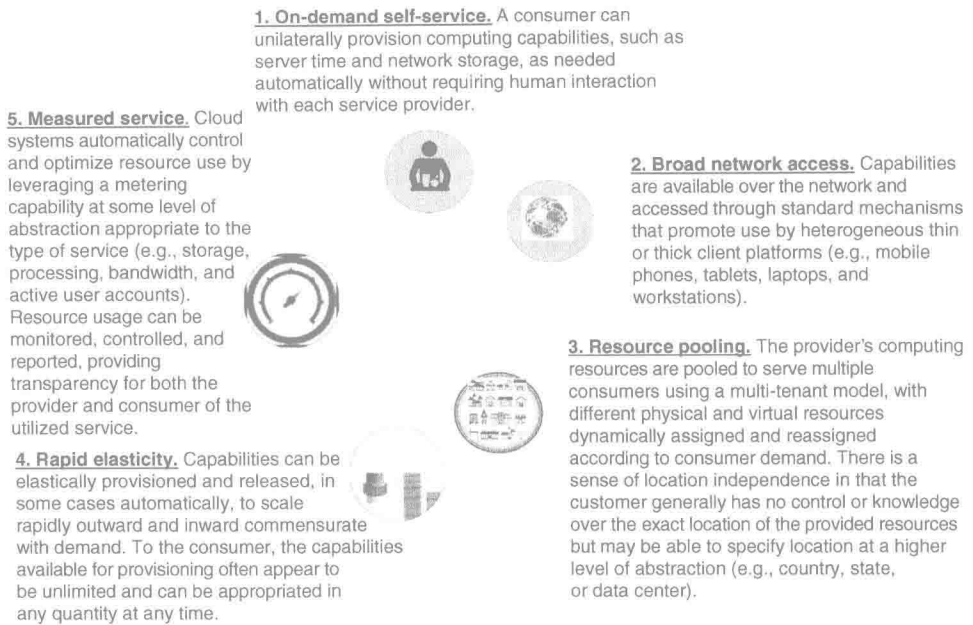 1. On-demand self-service. A consumer can
unilaterally provision computing capabilities, such as
server time and network storage, as needed
automatically without requiring human interaction
with each service provider.
2. Broad network access. Capabilities
are available over the network and
accessed through standard mechanisms
that promote use by heterogeneous thin
or thick client platforms (e.g., mobile
phones, tablets, laptops, and
workstations).
3. Resource pooling. The provider's computing
resources are pooled to serve multiple
consumers using a multi-tenant model, with
different physical and virtual resources
dynamically assigned and reassigned
according to consumer demand. There is a
sense of location independence in that the
customer generally has no control or knowledge
over the exact location of the provided resources
but may be able to specify location at a higher
level of abstraction (e.g., country, state,
or data center).
4. Rapid elasticity. Capabilities can be
elastically provisioned and released, in
some cases automatically, to scale
rapidly outward and inward commensurate
with demand. To the consumer, the capabilities
available for provisioning often appear to
be unlimited and can be appropriated in
any quantity at any time.
5. Measured service. Cloud
systems automatically control
and optimize resource use by
leveraging a metering
capability at some level of
abstraction appropriate to the
type of service (e.g., storage,
processing, bandwidth, and
active user accounts).
Resource usage can be
monitored, controlled, and
reported, providing
transparency for both the
provider and consumer of the
utilized service.